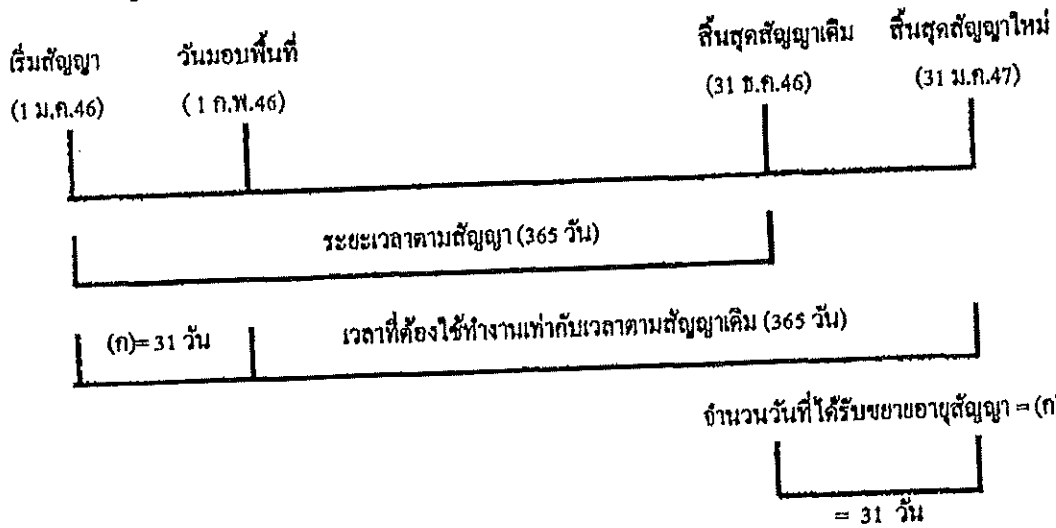 เริ่มสัญญา
(1 ม.ค.46)
วันมอบพื้นที่
( 1 ก.พ.46)
สิ้นสุดสัญญาเดิม
(31 ธ.ค.46)
สิ้นสุดสัญญาใหม่
(31 ม.ค.47)
ระยะเวลาตามสัญญา (365 วัน)
(ก)= 31 วัน
เวลาที่ต้องใช้ทำงานเท่ากับเวลาตามสัญญาเดิม (365 วัน)
จำนวนวันที่ได้รับขยายอายุสัญญา = (ก
= 31 วัน